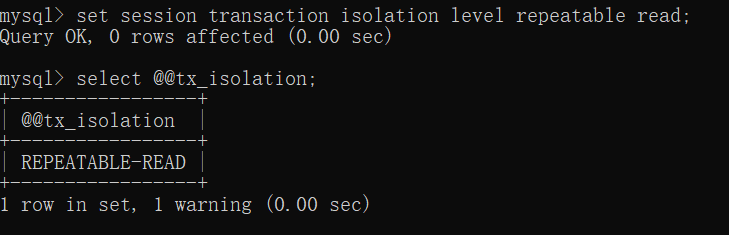 mysql> set session transaction isolation level repeatable read;
Query OK, 0 rows affected (0.00 sec)
mysql> select @@tx_isolation;
+-----------------+
| @@tx_isolation  |
+-----------------+
| REPEATABLE-READ |
+-----------------+
1 row in set, 1 warning (0.00 sec)